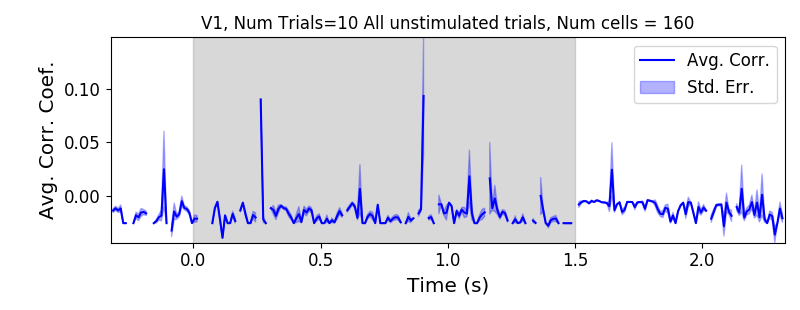 V1, Num Trials=10 All unstimulated trials, Num cells = 160
Avg. Corr. Coef.
0.10
0.05
0.00
Avg. Corr.
Std. Err.
0.0 0.5 1.0 1.5 2.0
Time (s)